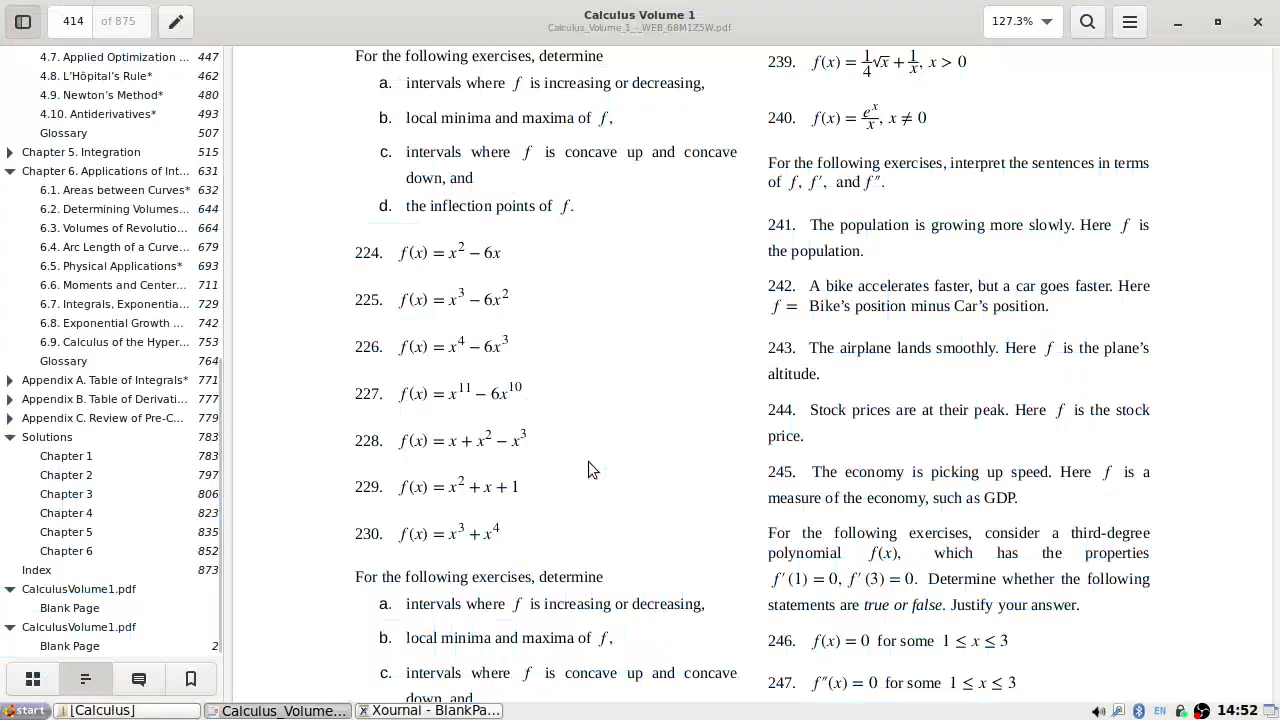 414 of 875
Calculus Volume 1
Calculus_Volume_1_-_WEB_68M1Z5W.pdf
127.3%
4.7. Applied Optimization ... 447
4.8. L'Hôpital's Rule* 462
4.9. Newton's Method* 480
4.10. Antiderivatives* 493
Glossary 507
Chapter 5. Integration 515
Chapter 6. Applications of Int... 631
6.1. Areas between Curves* 632
6.2. Determining Volumes... 644
6.3. Volumes of Revolutio... 664
6.4. Arc Length of a Curve... 679
6.5. Physical Applications* 693
6.6. Moments and Center... 711
6.7. Integrals, Exponentia... 729
6.8. Exponential Growth ... 742
6.9. Calculus of the Hyper... 753
Glossary 764
Appendix A. Table of Integrals* 771
Appendix B. Table of Derivati... 777
Appendix C. Review of Pre-C... 779
Solutions 783
Chapter 1 783
Chapter 2 797
Chapter 3 806
Chapter 4 823
Chapter 5 835
Chapter 6 852
Index 873
CalculusVolume1.pdf
Blank Page
CalculusVolume1.pdf
Blank Page 2
For the following exercises, determine
a. intervals where f is increasing or decreasing,
b. local minima and maxima of f,
c. intervals where f is concave up and concave
down, and
d. the inflection points of f.
224. f(x) = x² − 6x
225. f(x) = x³ − 6x²
226. f(x) = x⁴ − 6x³
227. f(x) = x¹¹ − 6x¹⁰
228. f(x) = x + x² − x³
229. f(x) = x² + x + 1
230. f(x) = x³ + x⁴
For the following exercises, determine
a. intervals where f is increasing or decreasing,
b. local minima and maxima of f,
c. intervals where f is concave up and concave
down, and
239. f(x) = 1/4 √x + 1/x, x > 0
240. f(x) = eˣ/x, x ≠ 0
For the following exercises, interpret the sentences in terms
of f, f′, and f″.
241. The population is growing more slowly. Here f is
the population.
242. A bike accelerates faster, but a car goes faster. Here
f = Bike's position minus Car's position.
243. The airplane lands smoothly. Here f is the plane's
altitude.
244. Stock prices are at their peak. Here f is the stock
price.
245. The economy is picking up speed. Here f is a
measure of the economy, such as GDP.
For the following exercises, consider a third-degree
polynomial f(x), which has the properties
f′(1) = 0, f′(3) = 0. Determine whether the following
statements are true or false. Justify your answer.
246. f(x) = 0 for some 1 ≤ x ≤ 3
247. f″(x) = 0 for some 1 ≤ x ≤ 3
start [Calculus] Calculus_Volume... Xournal - BlankPa... EN 14:52